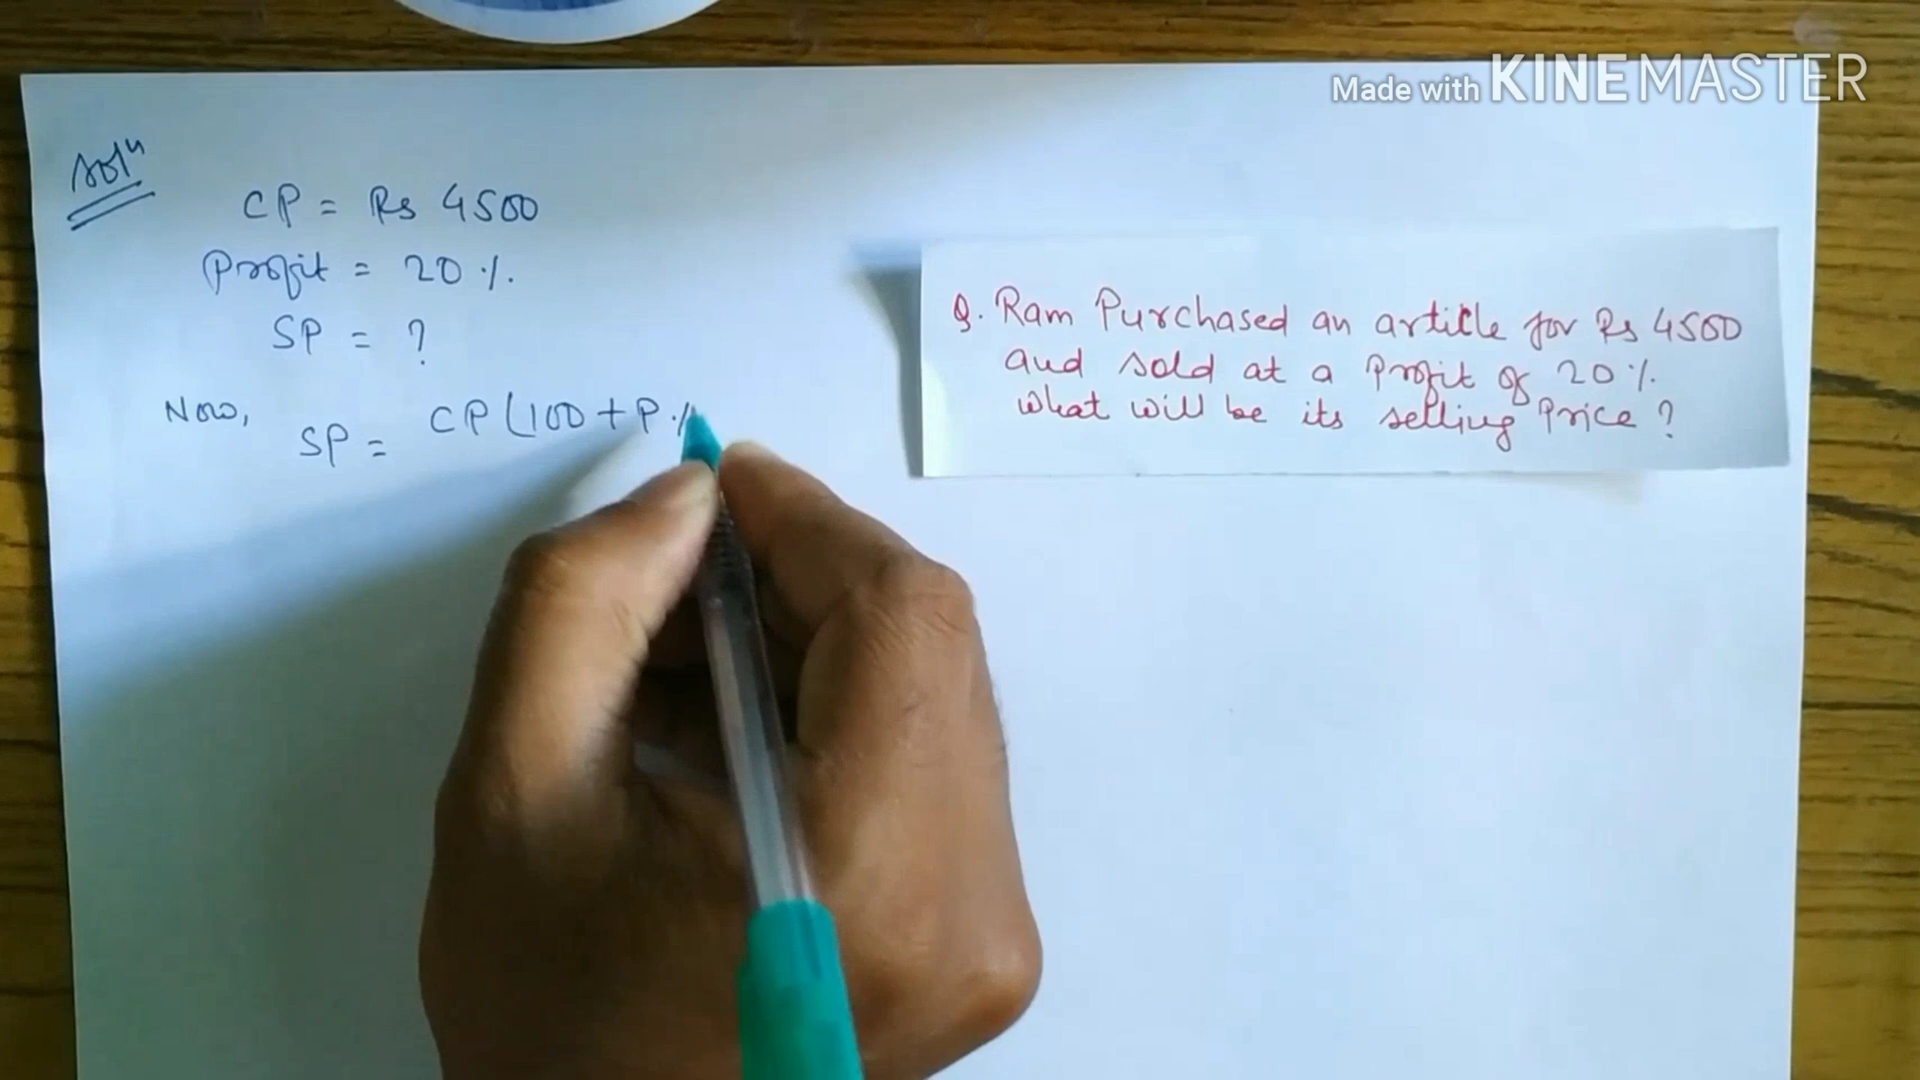 Made with KINEMASTER
Solⁿ
CP = Rs 4500
Profit = 20 %.
SP = ?
Now,
SP = CP (100 + P %
Q. Ram Purchased an article for Rs 4500
and sold at a Profit of 20 %.
what will be its selling Price ?